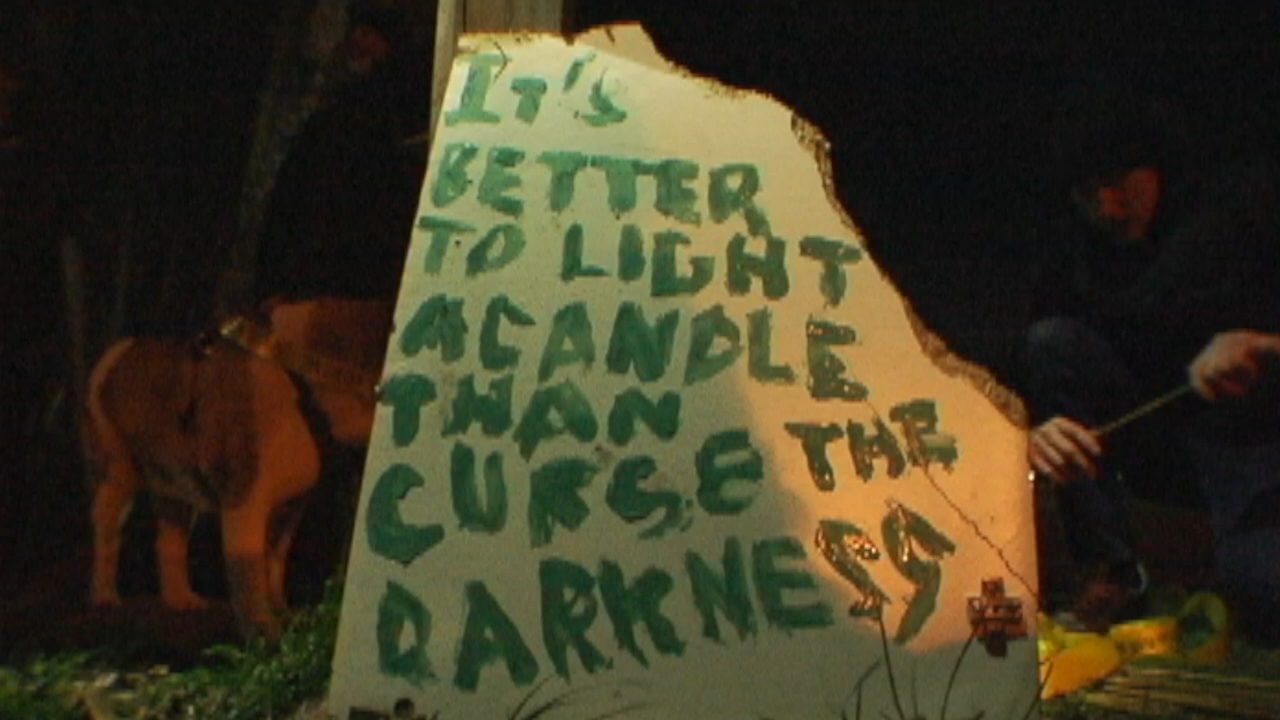 It's
BETTER
TO LIGHT
A CANDLE
THAN THE
CURSE
DARKNESS